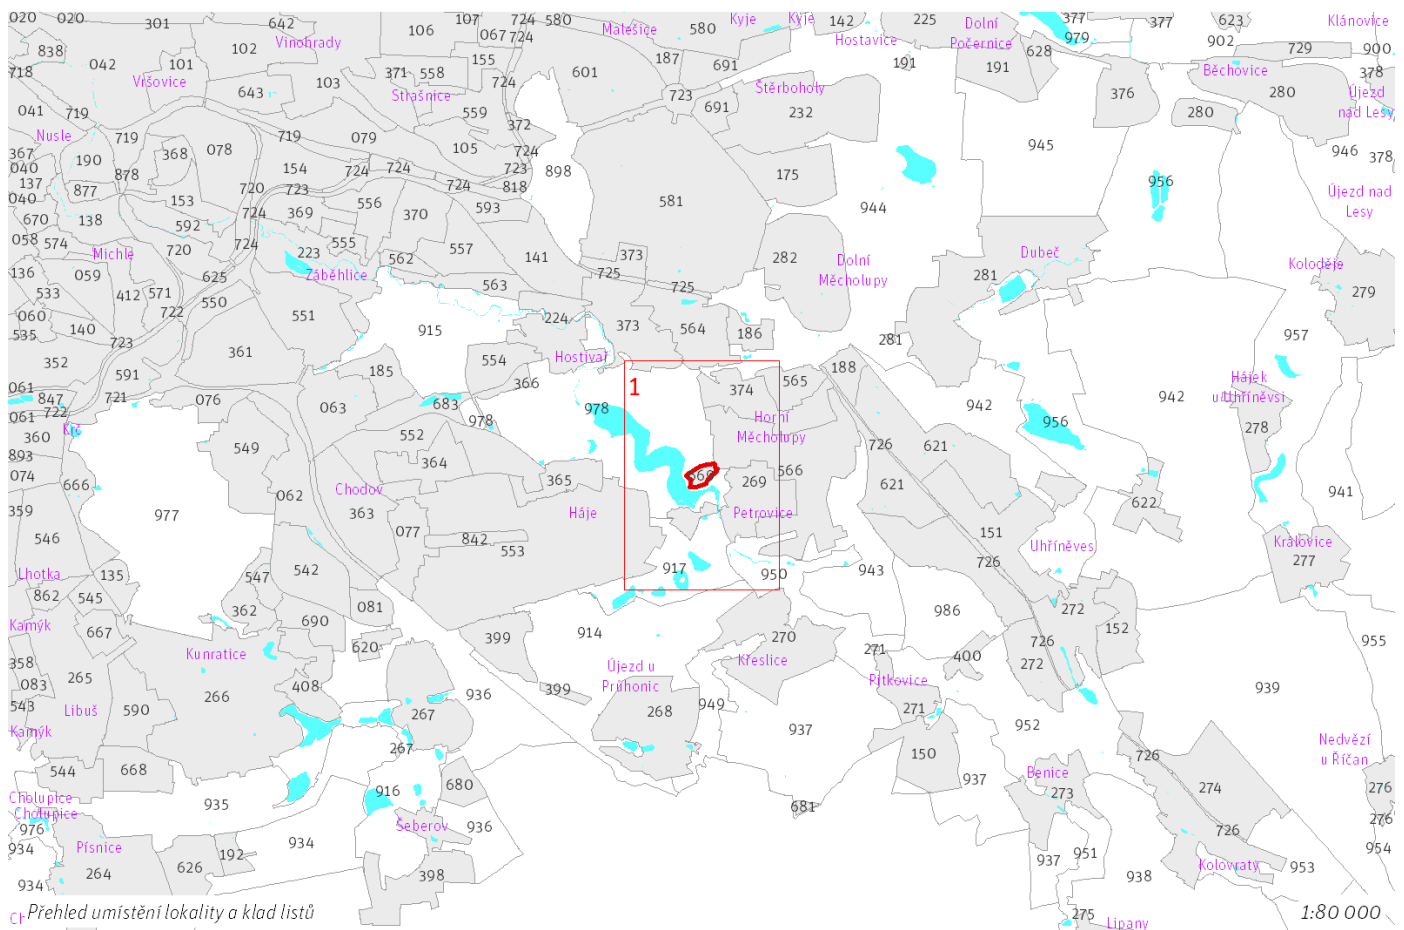 020 020 301 642 107 724 580 Kyje Kyje 142 225 Dolní 377 377 623 Klánovice
838 042 102 Vinohrady 106 067 724 Malešice 580 Hostavice Počernice 979 902 729 900
718 101 Vršovice 103 371 558 155 601 187 691 191 191 628 Běchovice 378
041 719 643 Strašnice 724 723 691 Štěrboholy 376 280 280 Újezd
nad Lesy
Nusle 719 719 079 559 372 232
367 190 368 078 105 724 945 946 378
040 878 154 724 724 723 898 175 956
137 877 153 720 723 724 818 581 944 Újezd nad
Lesy
040 138 724 369 556 370 593
670 592
058 574 Michle 720 724 223 555 562 557 141 373 282 Dolní
Měcholupy Dubeč Koloděje
136 059 625 Záběhlice 563 725 725 281 279
533 412 571 722 550 551 915 224 373 564 186 957
060 140 723
535
352 361 554 Hostivař 281
591 185 366 1 374 565 188 Hájek
u Uhříněvsi
061 847 721 076 063 683 978 978 942 942
722
061 Krč Horní
Měcholupy 956 278
360 549 552 726 621
893 364 569 566
074 666 062 365 269 621 941
359 977 Chodov 363 Háje Petrovice 151 622
546 077 842 553 Uhříněves Královice
277
Lhotka 135 547 542 917 950 943 726
862 545 362 081 986 272 152
Kamýk 667 690 399 914 270 726 955
358 Kunratice 620 Újezd u
Průhonic Křeslice 271 400 272
083 265 266 408 399 Pitkovice 939
543 Libuš 590 936 268 949 271 952
Kamýk 267 267 937 Nedvězí
u Říčan
544 668 150 726
Cholupice 935 916 680 937 Benice 274 276
Cholupice 681 273
976 Šeberov 936 726 276
934 Písnice 192 934 937 951 953 954
934 264 626 398 938 Kolovraty
Ch Přehled umístění lokality a klad listů 275 Lipany 1:80 000